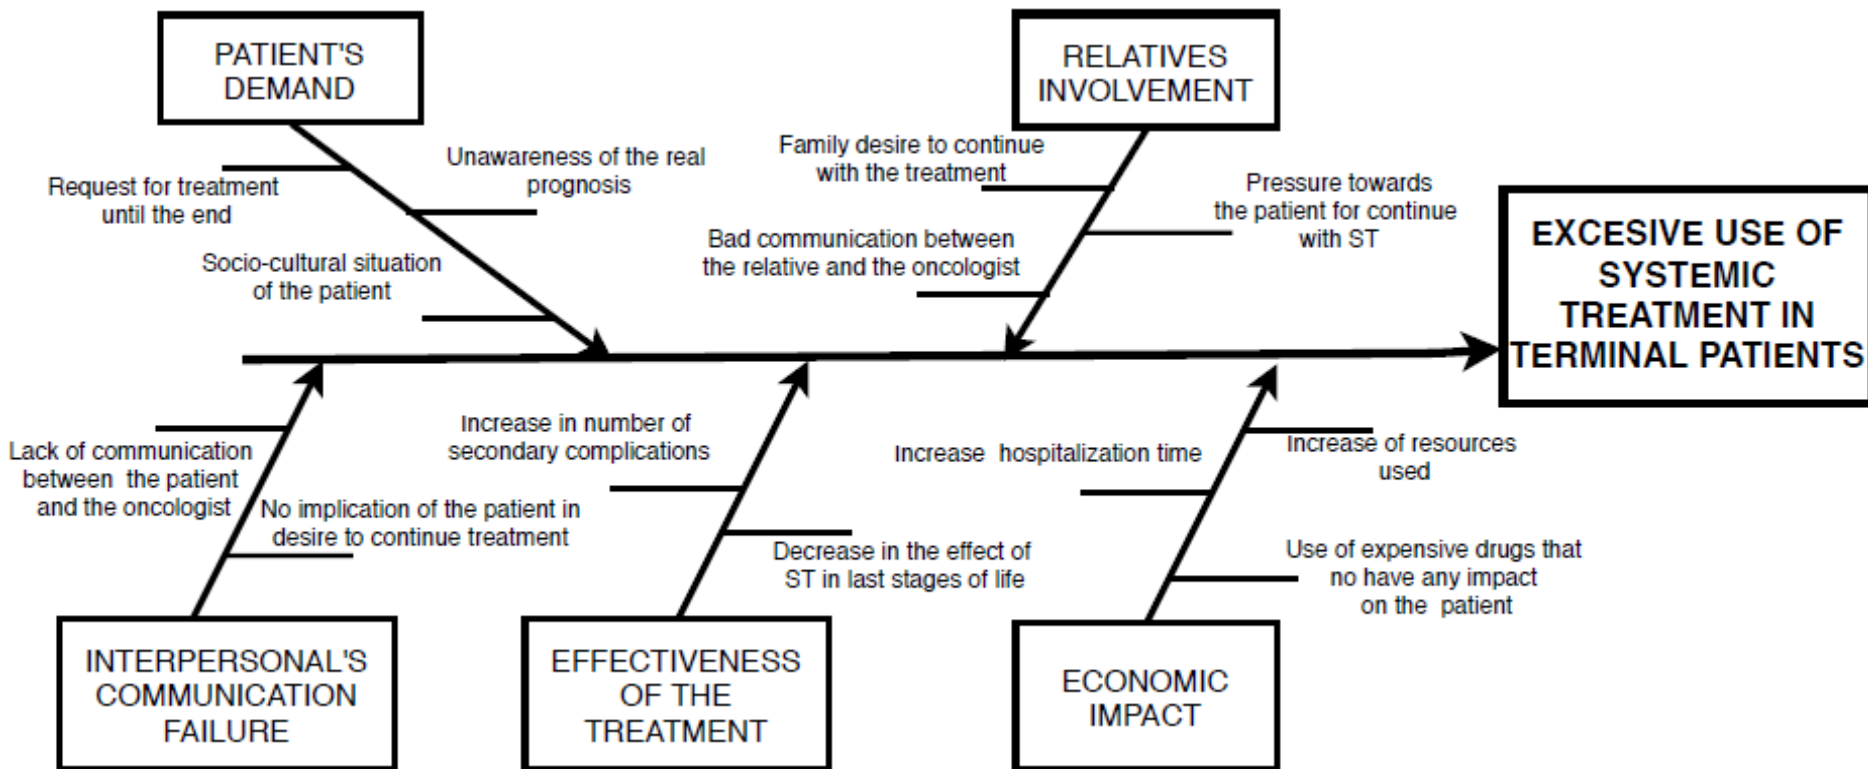 PATIENT'S
DEMAND
RELATIVES
INVOLVEMENT
Request for treatment
until the end
Unawareness of the real
prognosis
Socio-cultural situation
of the patient
Family desire to continue
with the treatment
Pressure towards
the patient for continue
with ST
Bad communication between
the relative and the oncologist
EXCESIVE USE OF
SYSTEMIC
TREATMENT IN
TERMINAL PATIENTS
Lack of communication
between the patient
and the oncologist
No implication of the patient in
desire to continue treatment
Increase in number of
secondary complications
Decrease in the effect of
ST in last stages of life
Increase hospitalization time
Increase of resources
used
Use of expensive drugs that
no have any impact
on the patient
INTERPERSONAL'S
COMMUNICATION
FAILURE
EFFECTIVENESS
OF THE
TREATMENT
ECONOMIC
IMPACT